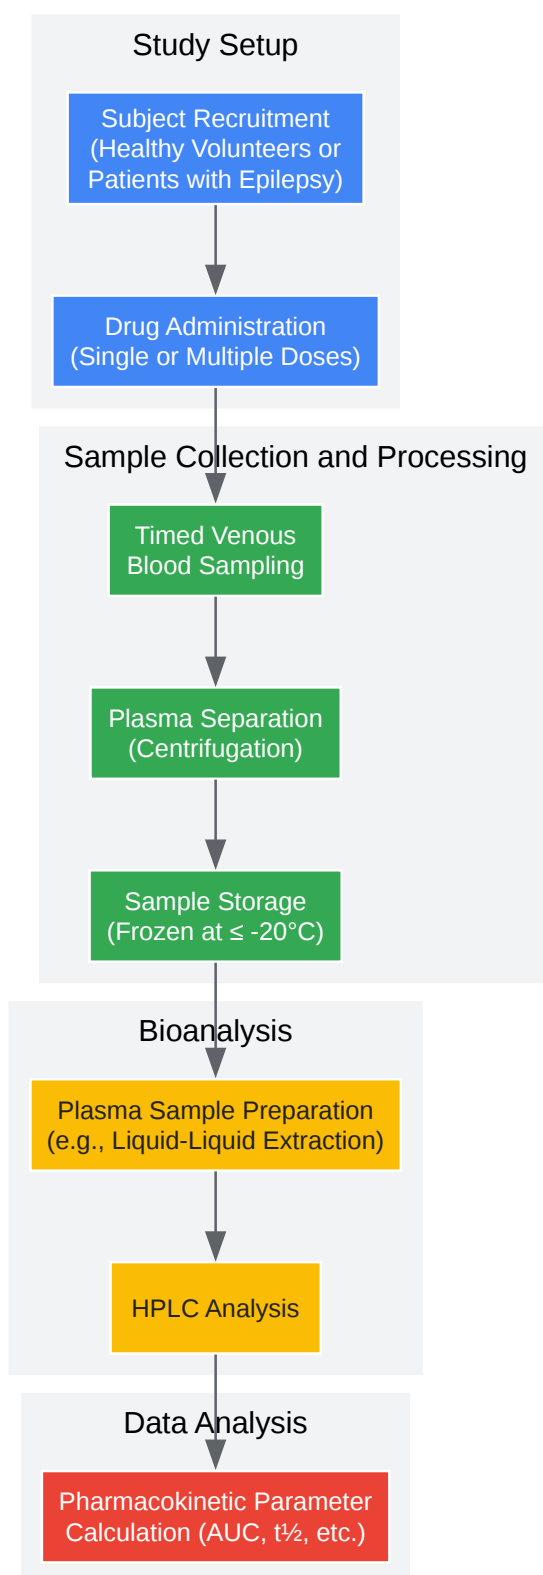 Study Setup
Subject Recruitment
(Healthy Volunteers or
Patients with Epilepsy)
Drug Administration
(Single or Multiple Doses)
Sample Collection and Processing
Timed Venous
Blood Sampling
Plasma Separation
(Centrifugation)
Sample Storage
(Frozen at ≤ -20°C)
Bioanalysis
Plasma Sample Preparation
(e.g., Liquid-Liquid Extraction)
HPLC Analysis
Data Analysis
Pharmacokinetic Parameter
Calculation (AUC, t½, etc.)